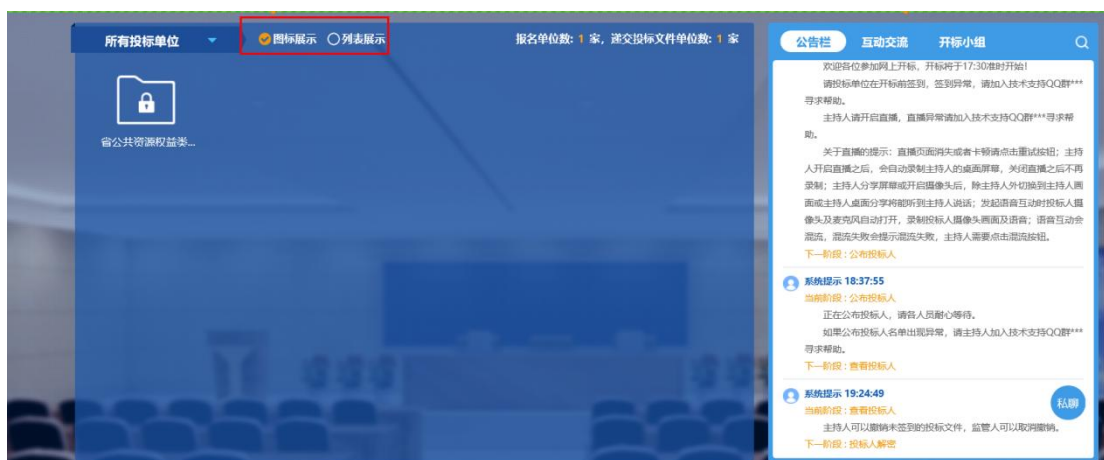 所有投标单位
图标展示 列表展示
报名单位数: 1 家, 递交投标文件单位数: 1 家
省公共资源权益类...
公告栏 互动交流 开标小组
欢迎各位参加网上开标, 开标将于17:30准时开始!
请投标单位在开标前签到, 签到异常, 请加入技术支持QQ群***
寻求帮助。
主持人请开启直播, 直播异常请加入技术支持QQ群***寻求帮
助。
关于直播的提示: 直播页面消失或者卡顿请点击重试按钮; 主持
人开启直播之后, 会自动录制主持人的桌面屏幕, 关闭直播之后不再
录制; 主持人分享屏幕或开启摄像头后, 除主持人外切换到主持人画
面或主持人桌面分享将能听到主持人说话; 发起语音互动时投标人摄
像头及麦克风自动打开, 录制投标人摄像头画面及语音; 语音互动会
混流, 混流失败会提示混流失败, 主持人需要点击混流按钮。
下一阶段 : 公布投标人
系统提示 18:37:55
当前阶段 : 公布投标人
正在公布投标人, 请各人员耐心等待。
如果公布投标人名单出现异常, 请主持人加入技术支持QQ群***
寻求帮助。
下一阶段 : 查看投标人
系统提示 19:24:49
当前阶段 : 查看投标人
主持人可以撤销未签到的投标文件, 监管人可以取消撤销。
下一阶段 : 投标人解密
私聊